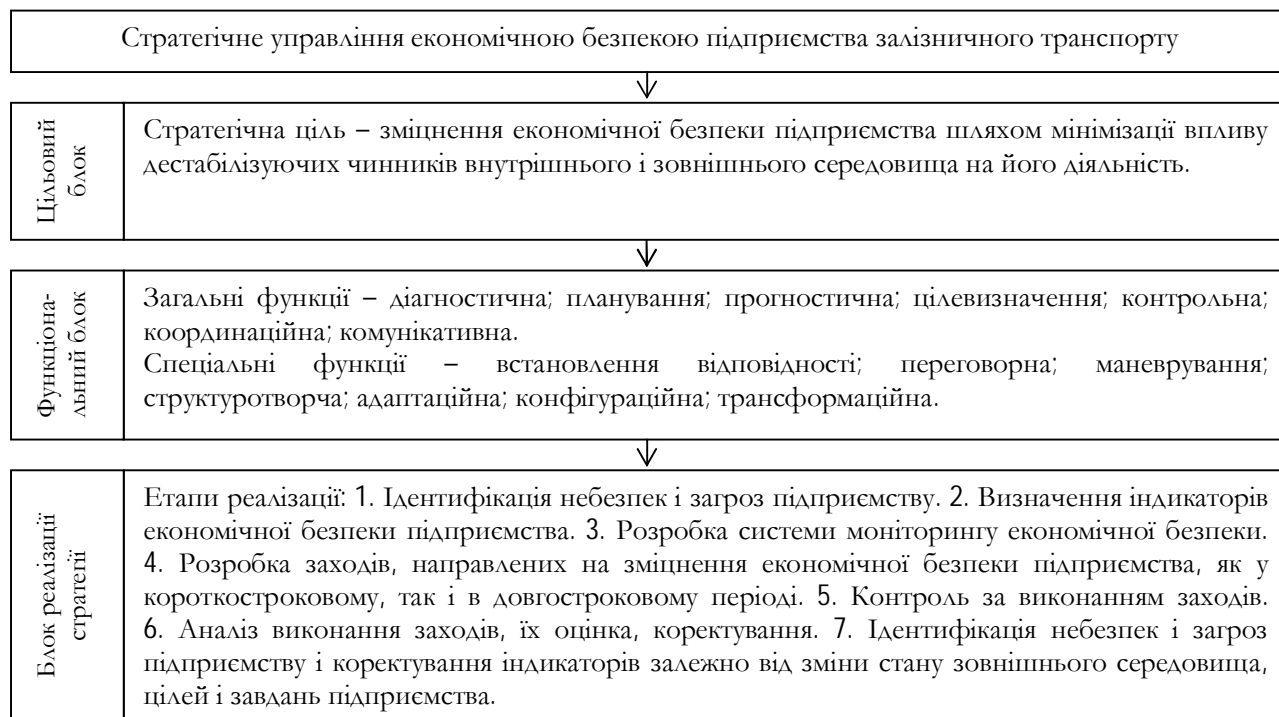 Стратегічне управління економічною безпекою підприємства залізничного транспорту
Цільовий
блок
Стратегічна ціль – зміцнення економічної безпеки підприємства шляхом мінімізації впливу
дестабілізуючих чинників внутрішнього і зовнішнього середовища на його діяльність.
Функціона-
льний блок
Загальні функції – діагностична; планування; прогностична; цілевизначення; контрольна;
координаційна; комунікативна.
Спеціальні функції – встановлення відповідності; переговорна; маневрування;
структуротворча; адаптаційна; конфігураційна; трансформаційна.
Блок реалізації
стратегії
Етапи реалізації: 1. Ідентифікація небезпек і загроз підприємству. 2. Визначення індикаторів
економічної безпеки підприємства. 3. Розробка системи моніторингу економічної безпеки.
4. Розробка заходів, направлених на зміцнення економічної безпеки підприємства, як у
короткостроковому, так і в довгостроковому періоді. 5. Контроль за виконанням заходів.
6. Аналіз виконання заходів, їх оцінка, коректування. 7. Ідентифікація небезпек і загроз
підприємству і коректування індикаторів залежно від зміни стану зовнішнього середовища,
цілей і завдань підприємства.